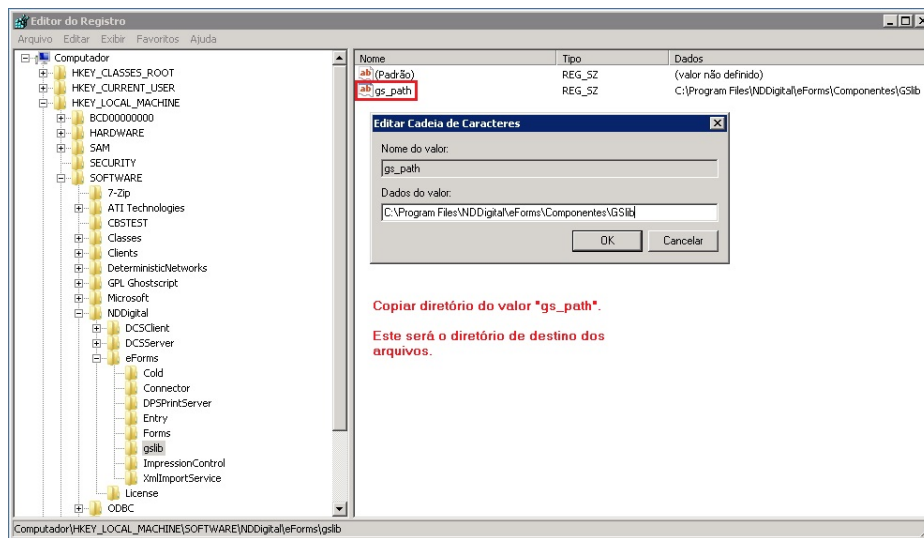 Editor do Registro
Arquivo Editar Exibir Favoritos Ajuda
Computador
HKEY_CLASSES_ROOT
HKEY_CURRENT_USER
HKEY_LOCAL_MACHINE
BCD00000000
HARDWARE
SAM
SECURITY
SOFTWARE
7-Zip
ATI Technologies
CBSTEST
Classes
Clients
DeterministicNetworks
GPL Ghostscript
Microsoft
NDDigital
DCSClient
DCSServer
eForms
Cold
Connector
DPSPrintServer
Entry
Forms
gslib
ImpressionControl
XmlImportService
License
ODBC
Nome Tipo Dados
ab (Padrão) REG_SZ (valor não definido)
ab gs_path REG_SZ C:\Program Files\NDDigital\eForms\Componentes\GSlib
Editar Cadeia de Caracteres
Nome do valor:
gs_path
Dados do valor:
C:\Program Files\NDDigital\eForms\Componentes\GSlib
OK Cancelar
Copiar diretório do valor "gs_path".
Este será o diretório de destino dos
arquivos.
Computador\HKEY_LOCAL_MACHINE\SOFTWARE\NDDigital\eForms\gslib